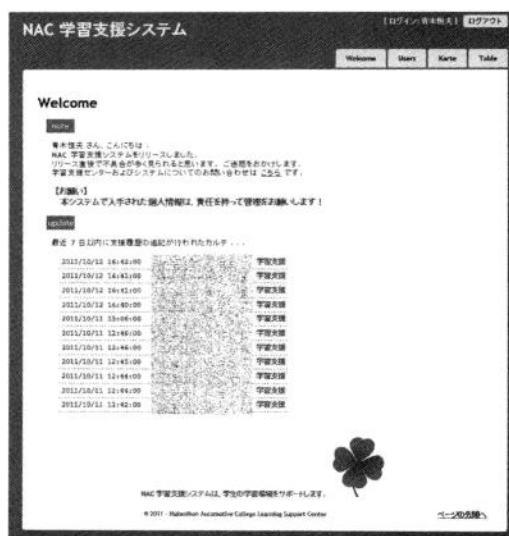 NAC 学習支援システム
[ログイン: 青木恒夫] ログアウト
Welcome Users Karte Table
Welcome
note
青木恒夫 さん, こんにちは.
NAC 学習支援システムをリリースしました.
リリース直後で不具合が多く見られると思います. ご迷惑をおかけします.
学習支援センターおよびシステムについてのお問い合わせは こちら です.
【お願い】
本システムで入手された個人情報は, 責任を持って管理をお願いします!
update
最近 7 日以内に支援履歴の追記が行われたカルテ...
2011/10/12 16:42:00 学習支援
2011/10/12 16:41:00 学習支援
2011/10/12 16:41:00 学習支援
2011/10/12 16:40:00 学習支援
2011/10/11 15:06:00 学習支援
2011/10/11 12:46:00 学習支援
2011/10/11 12:46:00 学習支援
2011/10/11 12:45:00 学習支援
2011/10/11 12:44:00 学習支援
2011/10/11 12:44:00 学習支援
2011/10/11 12:42:00 学習支援
NAC 学習支援システムは, 学生の学習環境をサポートします.
© 2011 - Automotive College Learning Support Center
ページの先頭へ